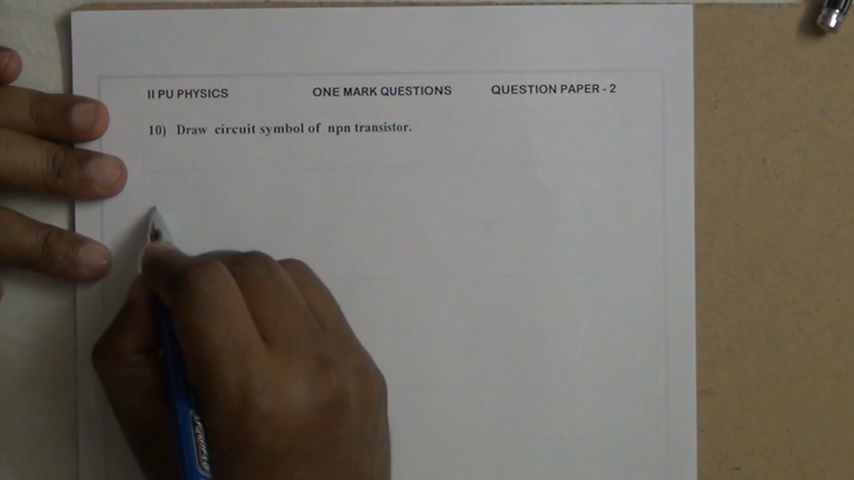 II PU PHYSICS ONE MARK QUESTIONS QUESTION PAPER - 2
10) Draw circuit symbol of npn transistor.